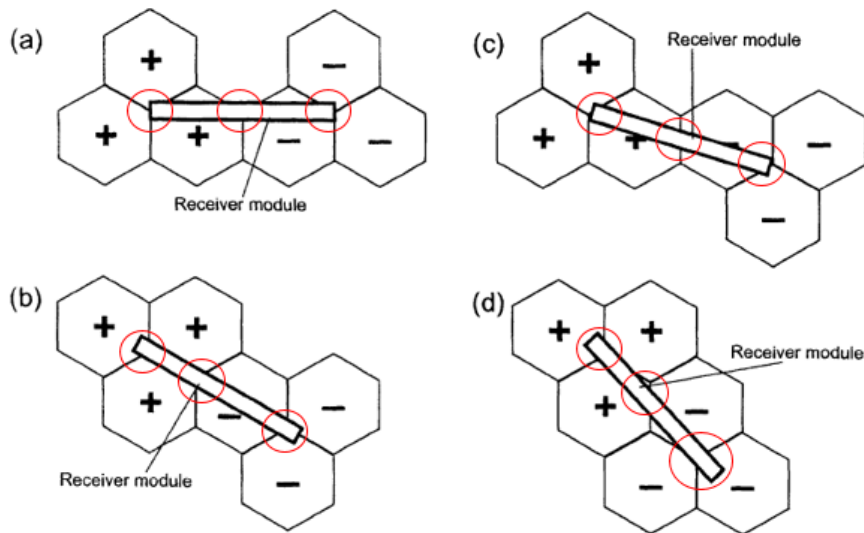 (a)
+ −
+ + − −
Receiver module
(c)
Receiver module
+
+ + − −
−
(b)
+ +
+ − −
−
Receiver module
(d)
+ +
Receiver module
+ −
− −